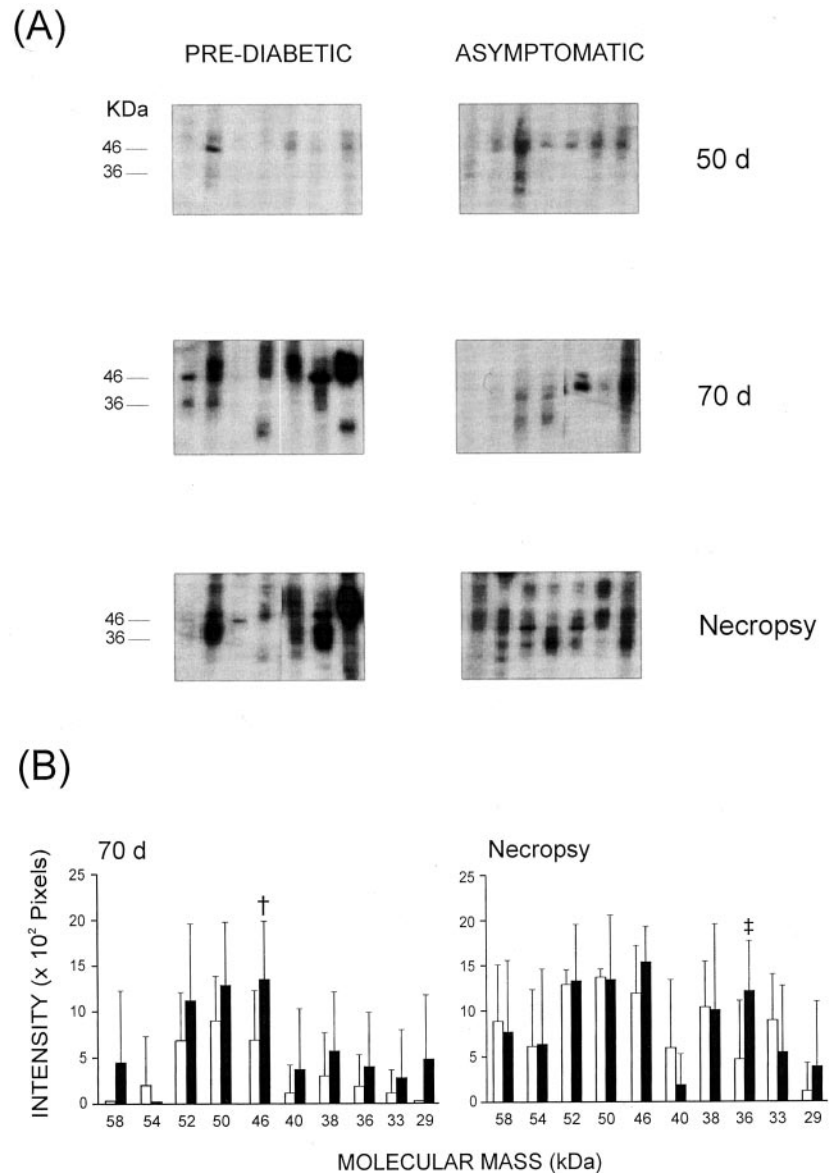 (A)
PRE-DIABETIC ASYMPTOMATIC
KDa
46
36
50 d
46
36
70 d
46
36
Necropsy
(B)
70 d
Necropsy
INTENSITY (x 10² Pixels)
25
20
15
10
5
0
†
58 54 52 50 46 40 38 36 33 29
25
20
15
10
5
0
‡
58 54 52 50 46 40 38 36 33 29
MOLECULAR MASS (kDa)